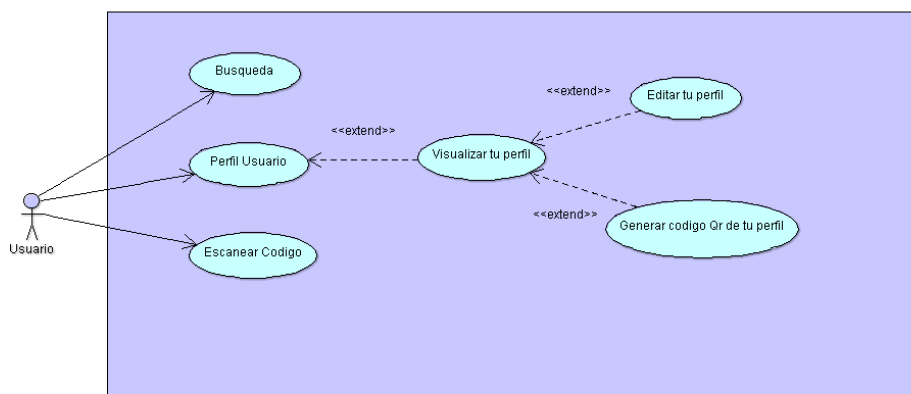 Busqueda
<<extend>>
Editar tu perfil
<<extend>>
Perfil Usuario
Visualizar tu perfil
<<extend>>
Generar codigo Qr de tu perfil
Usuario
Escanear Codigo